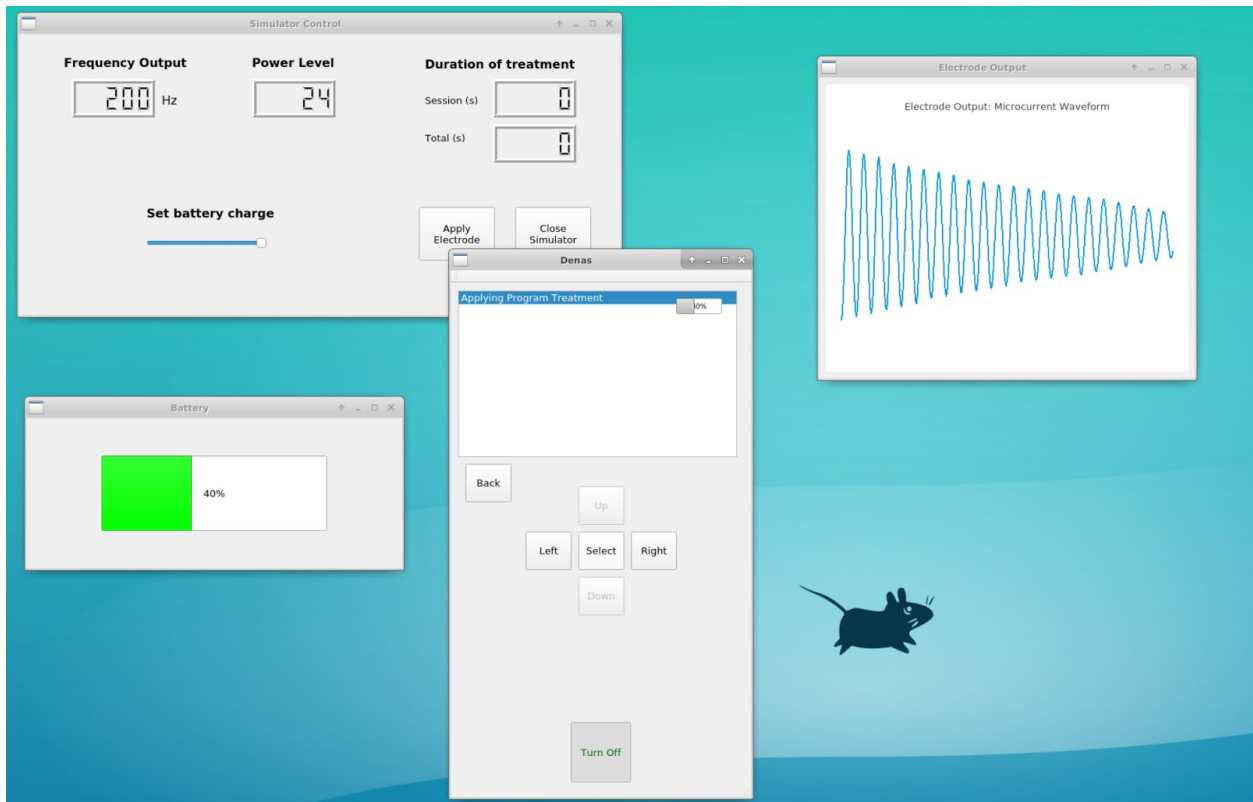 Simulator Control
Frequency Output
Power Level
Duration of treatment
200 Hz
24
Session (s) 0
Total (s) 0
Set battery charge
Apply
Electrode
Close
Simulator
Electrode Output
Electrode Output: Microcurrent Waveform
Denas
Applying Program Treatment
40%
Back
Up
Left
Select
Right
Down
Turn Off
Battery
40%